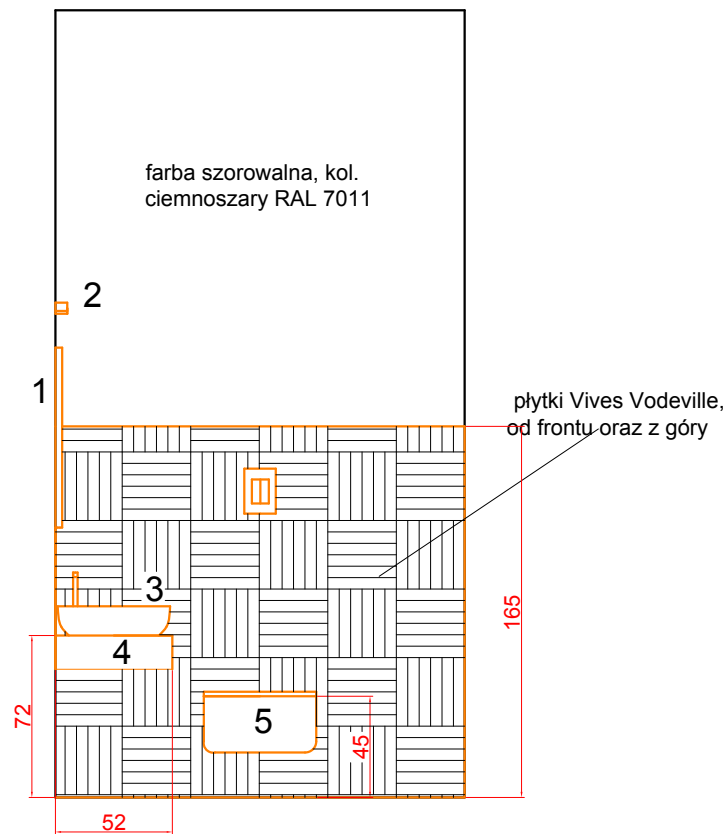 farba szorowalna, kol.
ciemnoszary RAL 7011
2
1
płytki Vives Vodeville,
od frontu oraz z góry
3
165
4
72
5
45
52